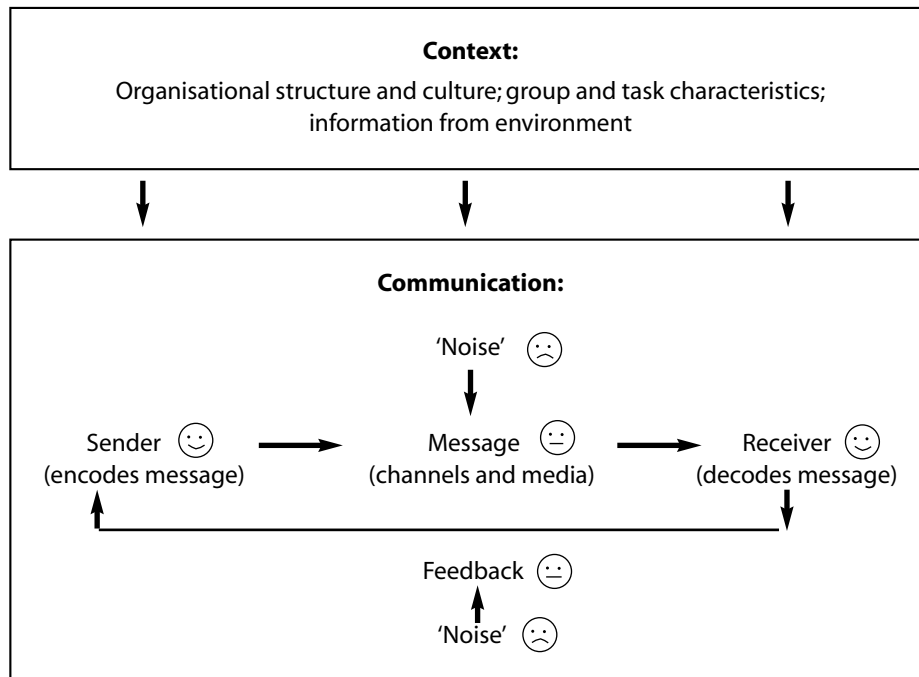 Context:
Organisational structure and culture; group and task characteristics;
information from environment
Communication:
‘Noise’
Sender
(encodes message)
Message
(channels and media)
Receiver
(decodes message)
Feedback
‘Noise’